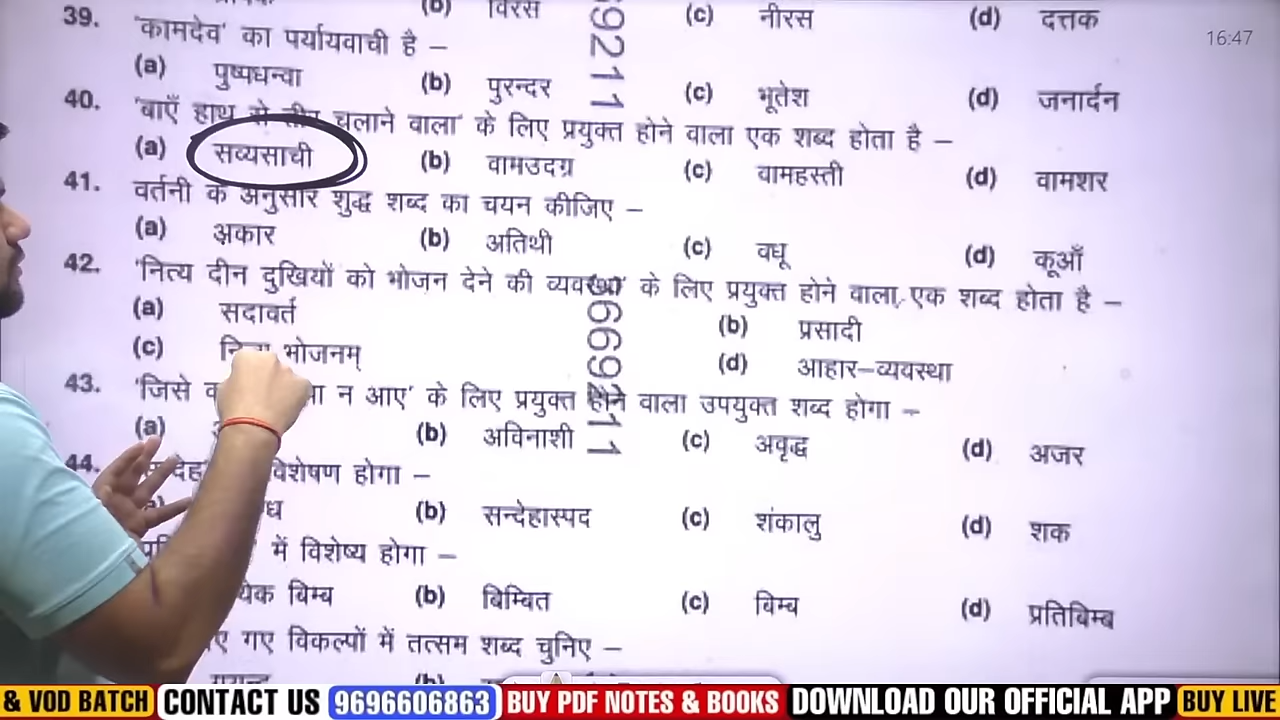 (b) विरस (c) नीरस (d) दत्तक
16:47
39. 'कामदेव' का पर्यायवाची है –
(a) पुष्पधन्वा (b) पुरन्दर (c) भूतेश (d) जनार्दन
40. 'बाएँ हाथ से तीर चलाने वाला' के लिए प्रयुक्त होने वाला एक शब्द होता है –
(a) सव्यसाची (b) वामउदग्र (c) वामहस्ती (d) वामशर
41. वर्तनी के अनुसार शुद्ध शब्द का चयन कीजिए –
(a) अ़कार (b) अतिथी (c) वधू (d) कूआँ
42. 'नित्य दीन दुखियों को भोजन देने की व्यवस्था' के लिए प्रयुक्त होने वाला एक शब्द होता है –
(a) सदावर्त (b) प्रसादी
(c) भोजनम् (d) आहार–व्यवस्था
43. 'जिसे न आए' के लिए प्रयुक्त होने वाला उपयुक्त शब्द होगा –
(a) (b) अविनाशी (c) अवृद्ध (d) अजर
44. विशेषण होगा –
(b) सन्देहास्पद (c) शंकालु (d) शक
में विशेष्य होगा –
बिम्ब (b) बिम्बित (c) बिम्ब (d) प्रतिबिम्ब
गए विकल्पों में तत्सम शब्द चुनिए –
(b)
& VOD BATCH CONTACT US 9696606863 BUY PDF NOTES & BOOKS DOWNLOAD OUR OFFICIAL APP BUY LIVE